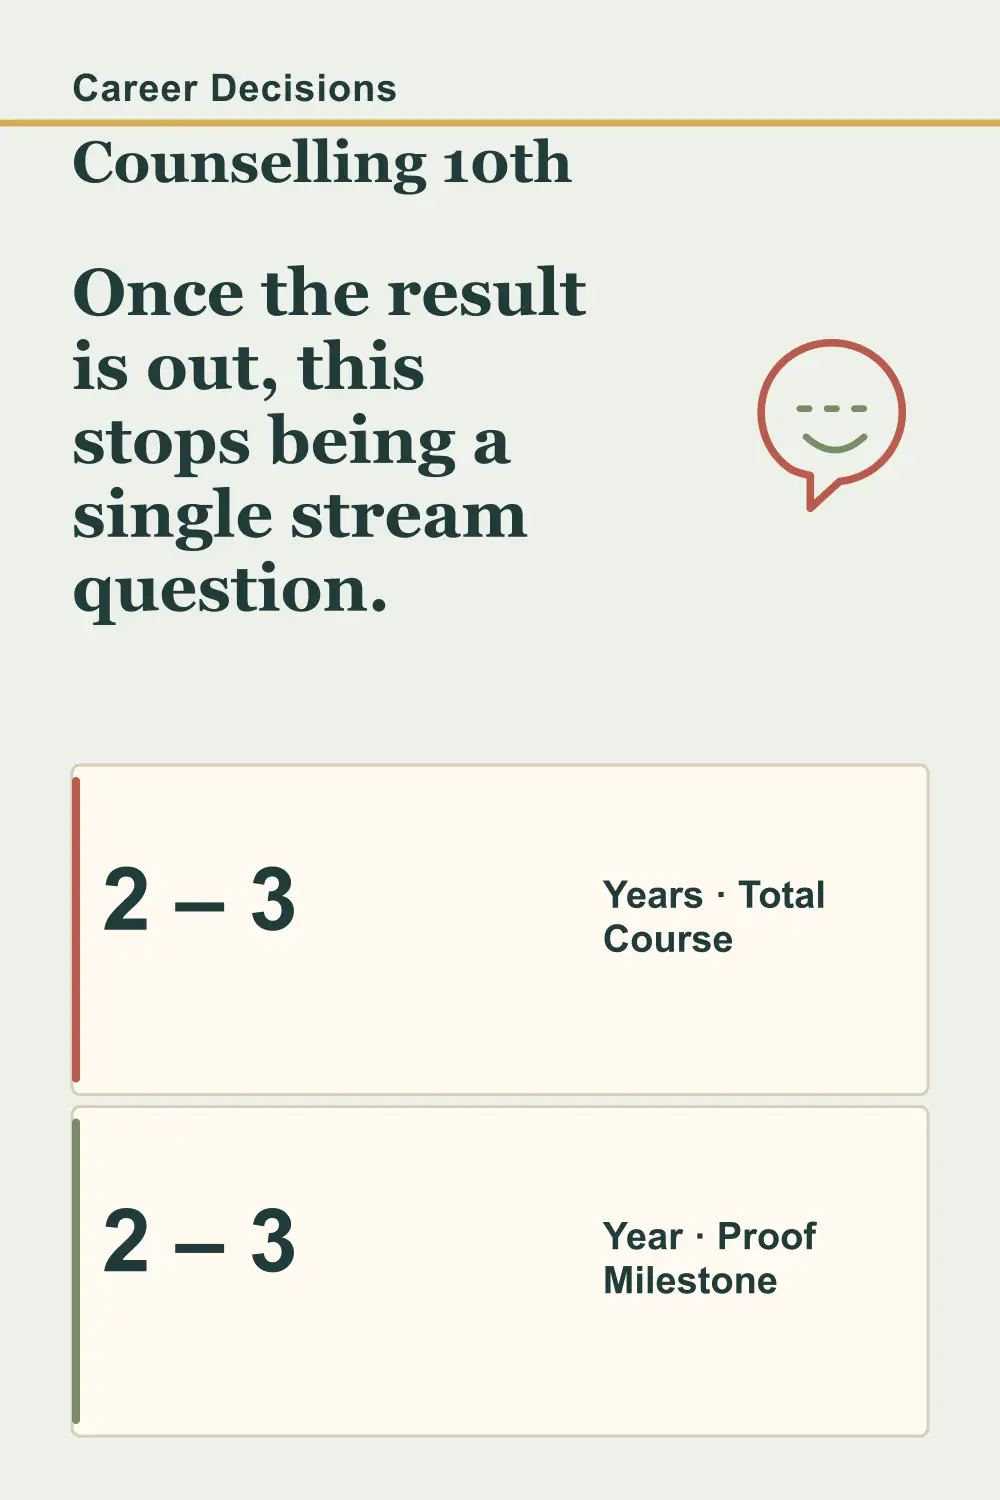 Career Decisions
Counselling 10th
Once the result
is out, this
stops being a
single stream
question.
2 – 3
Years · Total
Course
2 – 3
Year · Proof
Milestone